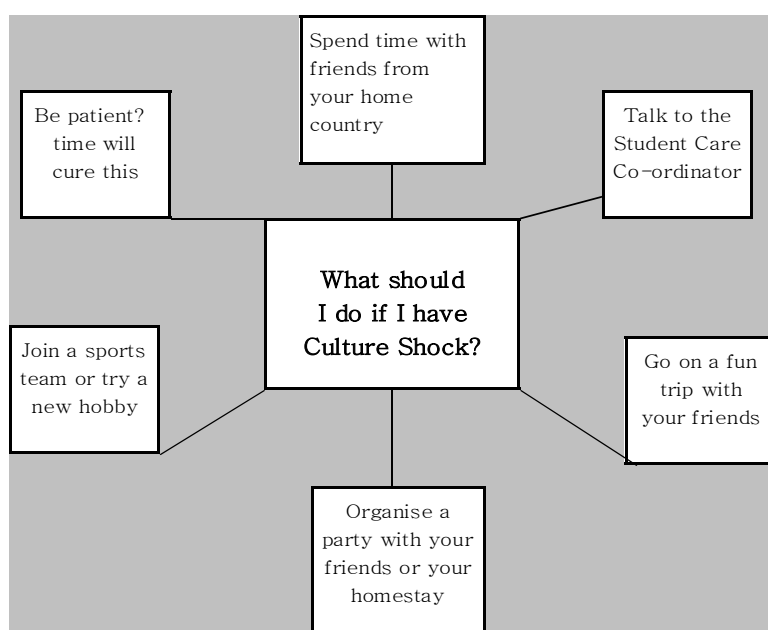 Spend time with
friends from
your home
country
Be patient?
time will
cure this
Talk to the
Student Care
Co-ordinator
What should
I do if I have
Culture Shock?
Join a sports
team or try a
new hobby
Go on a fun
trip with
your friends
Organise a
party with your
friends or your
homestay